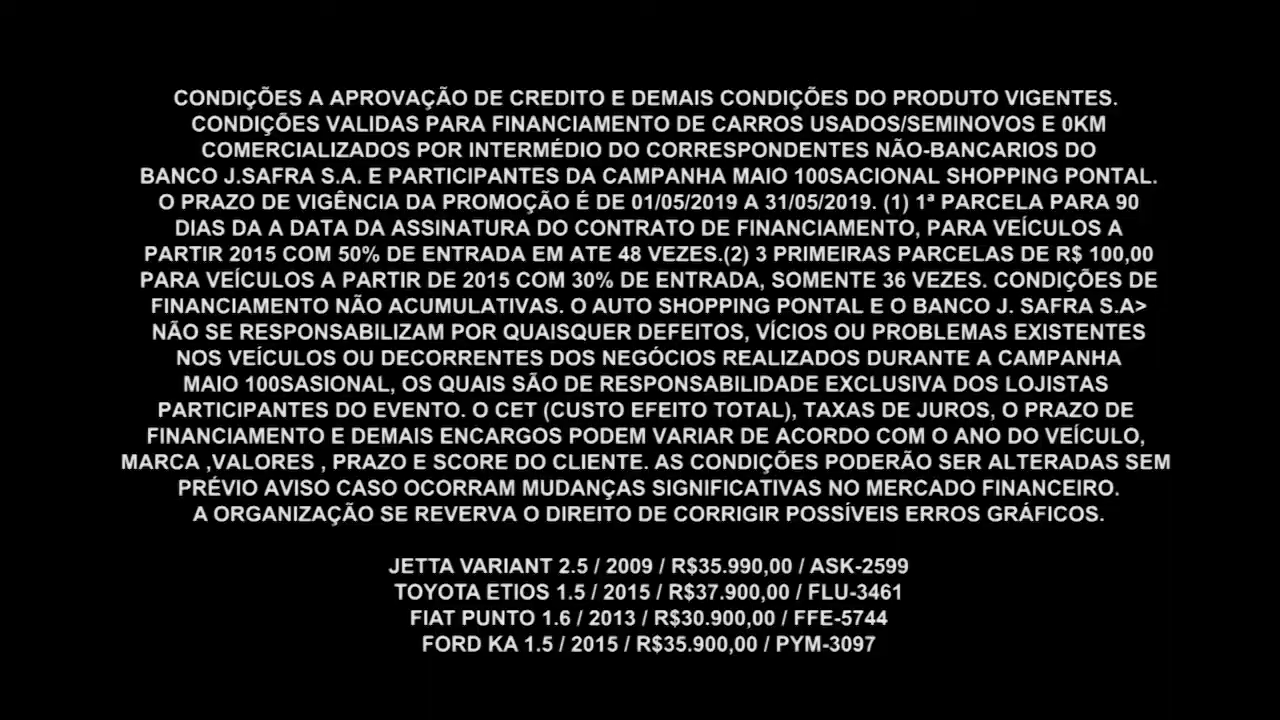 CONDIÇÕES A APROVAÇÃO DE CREDITO E DEMAIS CONDIÇÕES DO PRODUTO VIGENTES.
CONDIÇÕES VALIDAS PARA FINANCIAMENTO DE CARROS USADOS/SEMINOVOS E 0KM
COMERCIALIZADOS POR INTERMÉDIO DO CORRESPONDENTES NÃO-BANCARIOS DO
BANCO J.SAFRA S.A. E PARTICIPANTES DA CAMPANHA MAIO 100SACIONAL SHOPPING PONTAL.
O PRAZO DE VIGÊNCIA DA PROMOÇÃO É DE 01/05/2019 A 31/05/2019. (1) 1ª PARCELA PARA 90
DIAS DA A DATA DA ASSINATURA DO CONTRATO DE FINANCIAMENTO, PARA VEÍCULOS A
PARTIR 2015 COM 50% DE ENTRADA EM ATE 48 VEZES.(2) 3 PRIMEIRAS PARCELAS DE R$ 100,00
PARA VEÍCULOS A PARTIR DE 2015 COM 30% DE ENTRADA, SOMENTE 36 VEZES. CONDIÇÕES DE
FINANCIAMENTO NÃO ACUMULATIVAS. O AUTO SHOPPING PONTAL E O BANCO J. SAFRA S.A>
NÃO SE RESPONSABILIZAM POR QUAISQUER DEFEITOS, VÍCIOS OU PROBLEMAS EXISTENTES
NOS VEÍCULOS OU DECORRENTES DOS NEGÓCIOS REALIZADOS DURANTE A CAMPANHA
MAIO 100SASIONAL, OS QUAIS SÃO DE RESPONSABILIDADE EXCLUSIVA DOS LOJISTAS
PARTICIPANTES DO EVENTO. O CET (CUSTO EFEITO TOTAL), TAXAS DE JUROS, O PRAZO DE
FINANCIAMENTO E DEMAIS ENCARGOS PODEM VARIAR DE ACORDO COM O ANO DO VEÍCULO,
MARCA ,VALORES , PRAZO E SCORE DO CLIENTE. AS CONDIÇÕES PODERÃO SER ALTERADAS SEM
PRÉVIO AVISO CASO OCORRAM MUDANÇAS SIGNIFICATIVAS NO MERCADO FINANCEIRO.
A ORGANIZAÇÃO SE REVERVA O DIREITO DE CORRIGIR POSSÍVEIS ERROS GRÁFICOS.
JETTA VARIANT 2.5 / 2009 / R$35.990,00 / ASK-2599
TOYOTA ETIOS 1.5 / 2015 / R$37.900,00 / FLU-3461
FIAT PUNTO 1.6 / 2013 / R$30.900,00 / FFE-5744
FORD KA 1.5 / 2015 / R$35.900,00 / PYM-3097